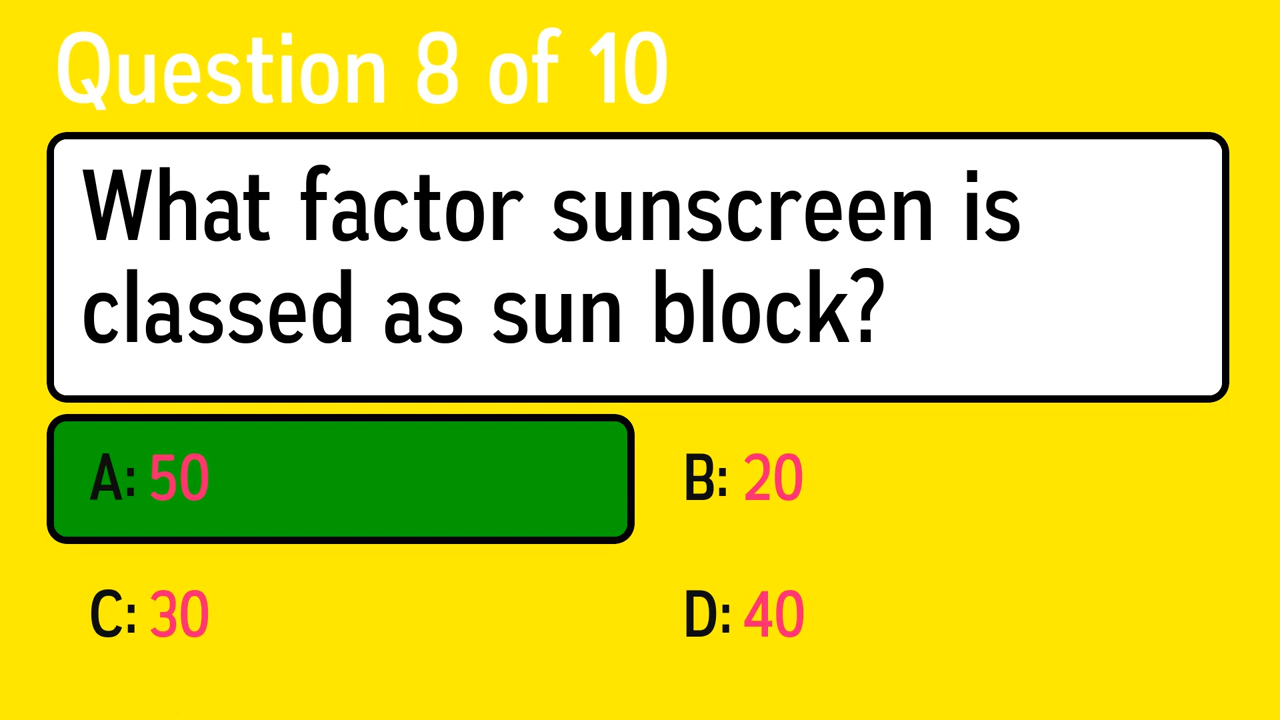 Question 8 of 10
What factor sunscreen is
classed as sun block?
A: 50
B: 20
C: 30
D: 40